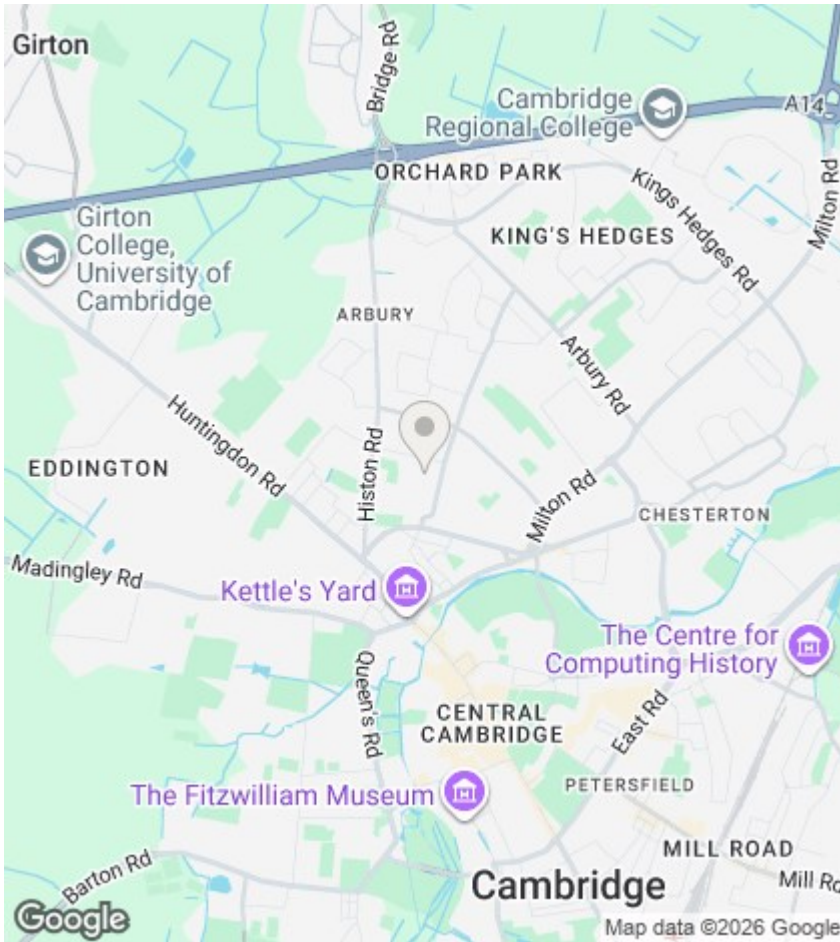 Girton
Bridge Rd
Cambridge
Regional College
A14
ORCHARD PARK
Kings Hedges Rd
Milton Rd
Girton
College,
University of
Cambridge
KING'S HEDGES
ARBURY
Arbury Rd
Huntingdon Rd
Histon Rd
EDDINGTON
Milton Rd
CHESTERTON
Madingley Rd
Kettle's Yard
The Centre for
Computing History
Queen's Rd
CENTRAL
CAMBRIDGE
East Rd
The Fitzwilliam Museum
PETERSFIELD
Barton Rd
MILL ROAD
Mill Rd
Cambridge
Google
Map data ©2026 Google